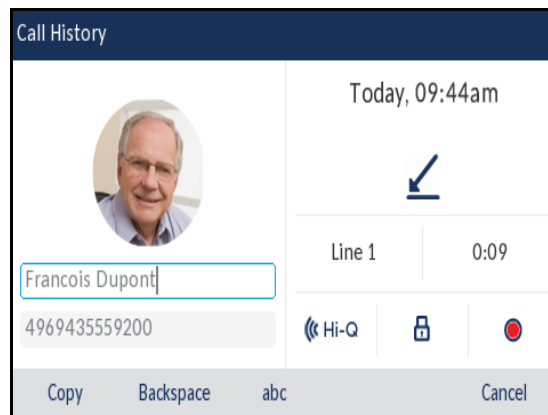 Call History
Francois Dupont
4969435559200
Today, 09:44am
Line 1 0:09
Hi-Q
Copy Backspace abc Cancel